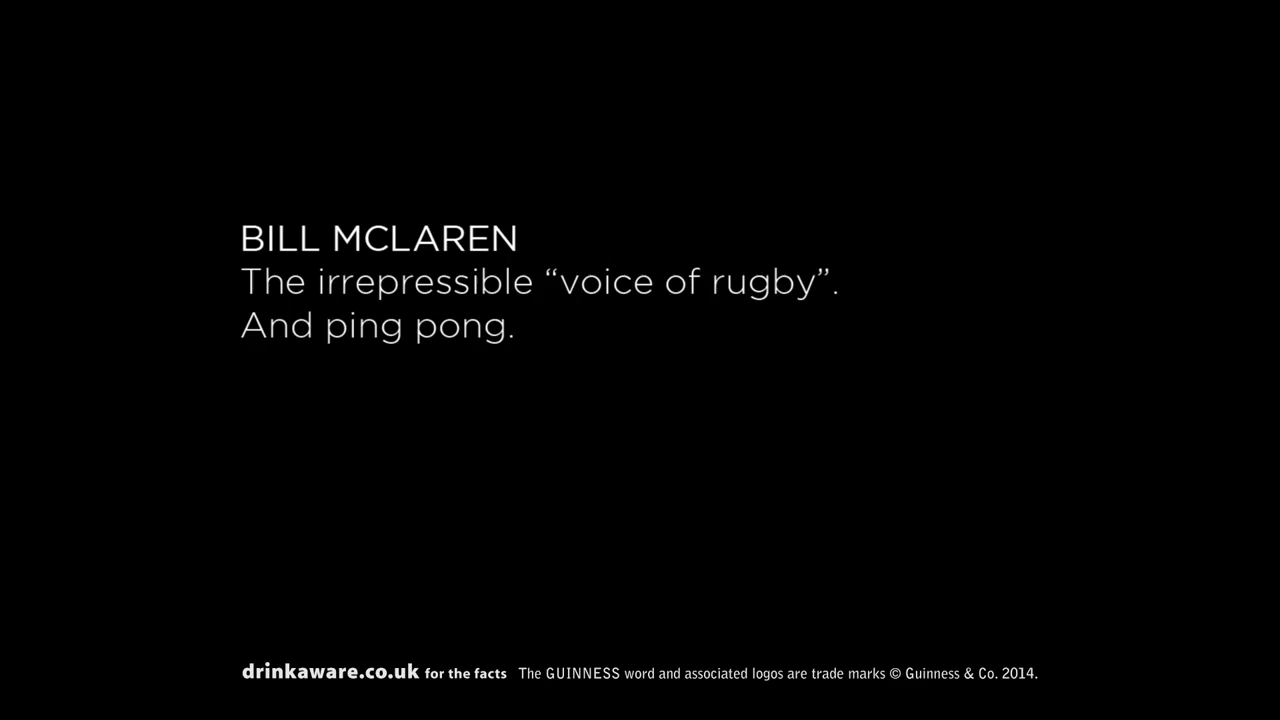 BILL MCLAREN
The irrepressible “voice of rugby”.
And ping pong.
drinkaware.co.uk for the facts The GUINNESS word and associated logos are trade marks © Guinness & Co. 2014.